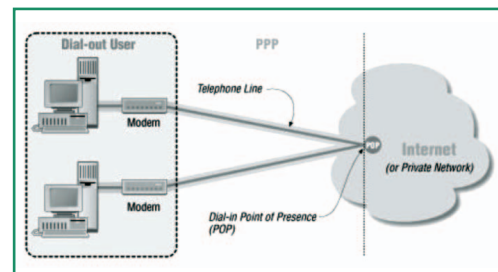 Dial-out User
PPP
Telephone Line
Modem
Internet
(or Private Network)
Modem
Dial-in Point of Presence
(POP)